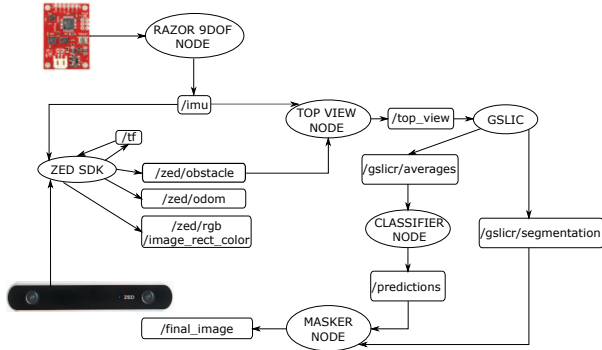 RAZOR 9DOF
NODE
/imu
TOP VIEW
NODE
/top_view
GSLIC
/tf
ZED SDK
/zed/obstacle
/gslicr/averages
/zed/odom
/zed/rgb
/image_rect_color
CLASSIFIER
NODE
/gslicr/segmentation
/predictions
ZED
/final_image
MASKER
NODE